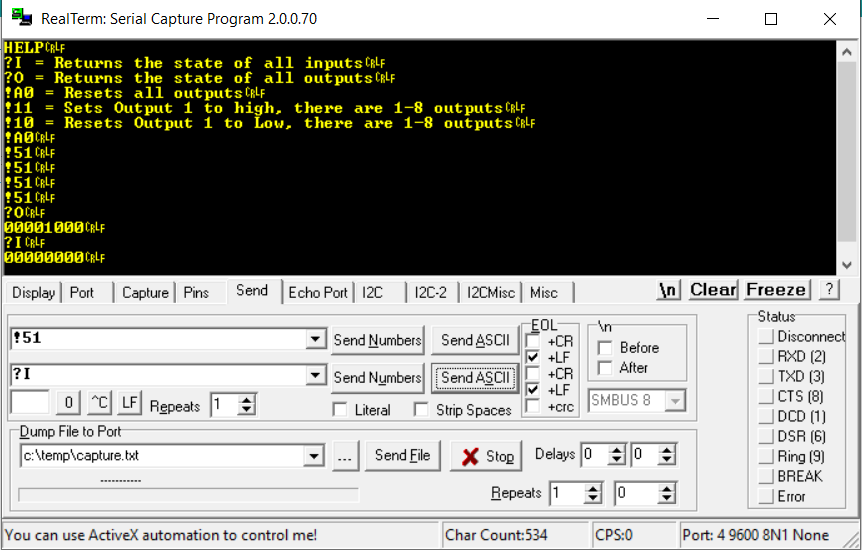 RealTerm: Serial Capture Program 2.0.0.70
HELPCRLF
?I = Returns the state of all inputsCRLF
?O = Returns the state of all outputsCRLF
!A0 = Resets all outputsCRLF
!11 = Sets Output 1 to high, there are 1-8 outputsCRLF
!10 = Resets Output 1 to Low, there are 1-8 outputsCRLF
!A0CRLF
!51CRLF
!51CRLF
!51CRLF
!51CRLF
?OCRLF
00001000CRLF
?ICRLF
00000000CRLF
Display Port Capture Pins Send Echo Port I2C I2C-2 I2CMisc Misc \n Clear Freeze ?
!51 Send Numbers Send ASCII
?I Send Numbers Send ASCII
0 ^C LF Repeats 1 Literal Strip Spaces
EOL
+CR
+LF
+CR
+LF
+crc
\n
Before
After
SMBUS 8
Dump File to Port
c:\temp\capture.txt ... Send File Stop Delays 0 0
-----------
Repeats 1 0
Status
Disconnect
RXD (2)
TXD (3)
CTS (8)
DCD (1)
DSR (6)
Ring (9)
BREAK
Error
You can use ActiveX automation to control me! Char Count:534 CPS:0 Port: 4 9600 8N1 None